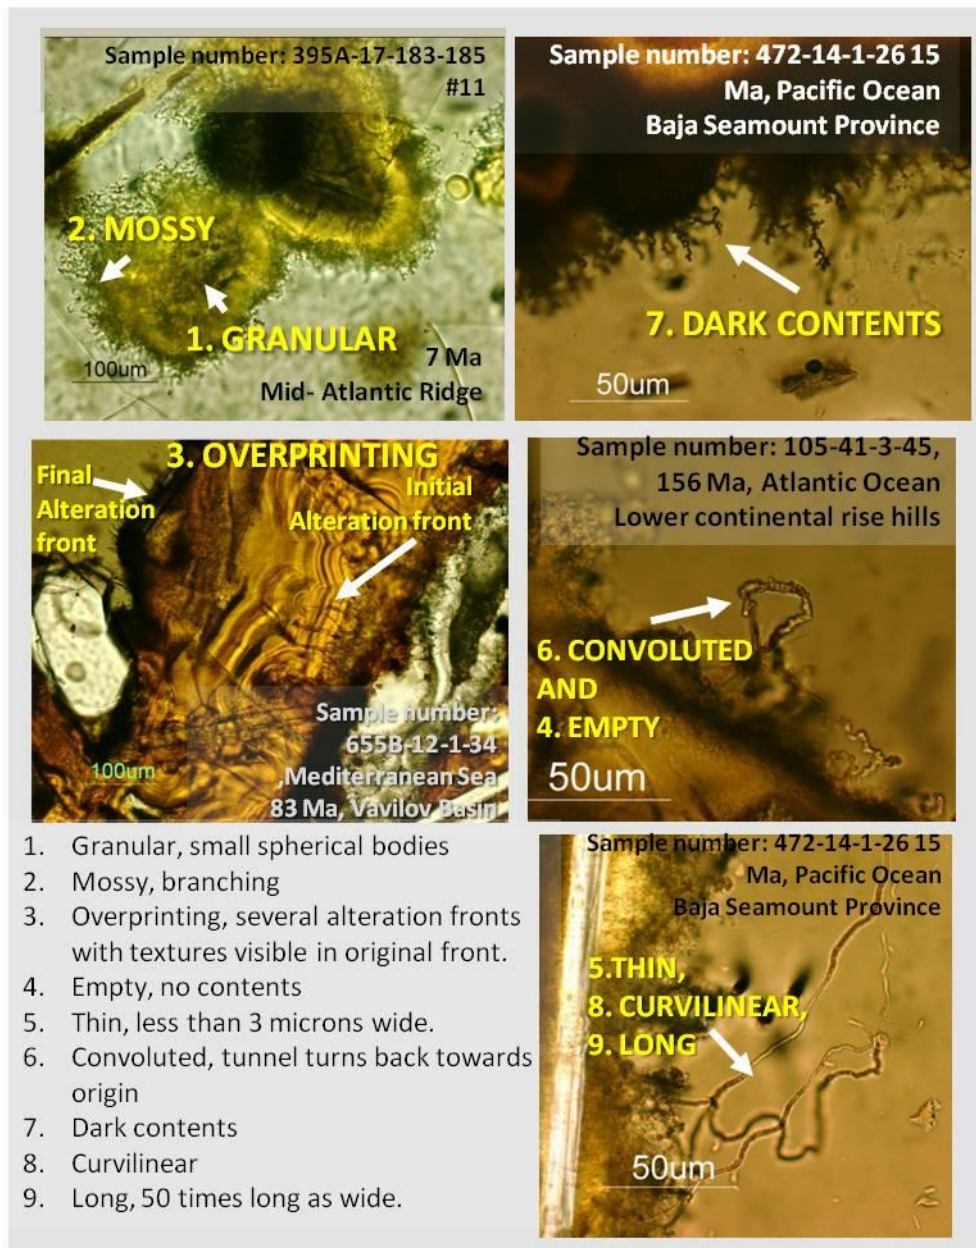 Sample number: 395A-17-183-185
#11
2. MOSSY
1. GRANULAR
100um
7 Ma
Mid- Atlantic Ridge
Sample number: 472-14-1-26 15
Ma, Pacific Ocean
Baja Seamount Province
7. DARK CONTENTS
50um
3. OVERPRINTING
Final
Alteration
front
Initial
Alteration front
100um
Sample number:
655B-12-1-34
,Mediterranean Sea
83 Ma, Vavilov Basin
Sample number: 105-41-3-45,
156 Ma, Atlantic Ocean
Lower continental rise hills
6. CONVOLUTED
AND
4. EMPTY
50um
1. Granular, small spherical bodies
2. Mossy, branching
3. Overprinting, several alteration fronts
with textures visible in original front.
4. Empty, no contents
5. Thin, less than 3 microns wide.
6. Convoluted, tunnel turns back towards
origin
7. Dark contents
8. Curvilinear
9. Long, 50 times long as wide.
Sample number: 472-14-1-26 15
Ma, Pacific Ocean
Baja Seamount Province
5.THIN,
8. CURVILINEAR,
9. LONG
50um